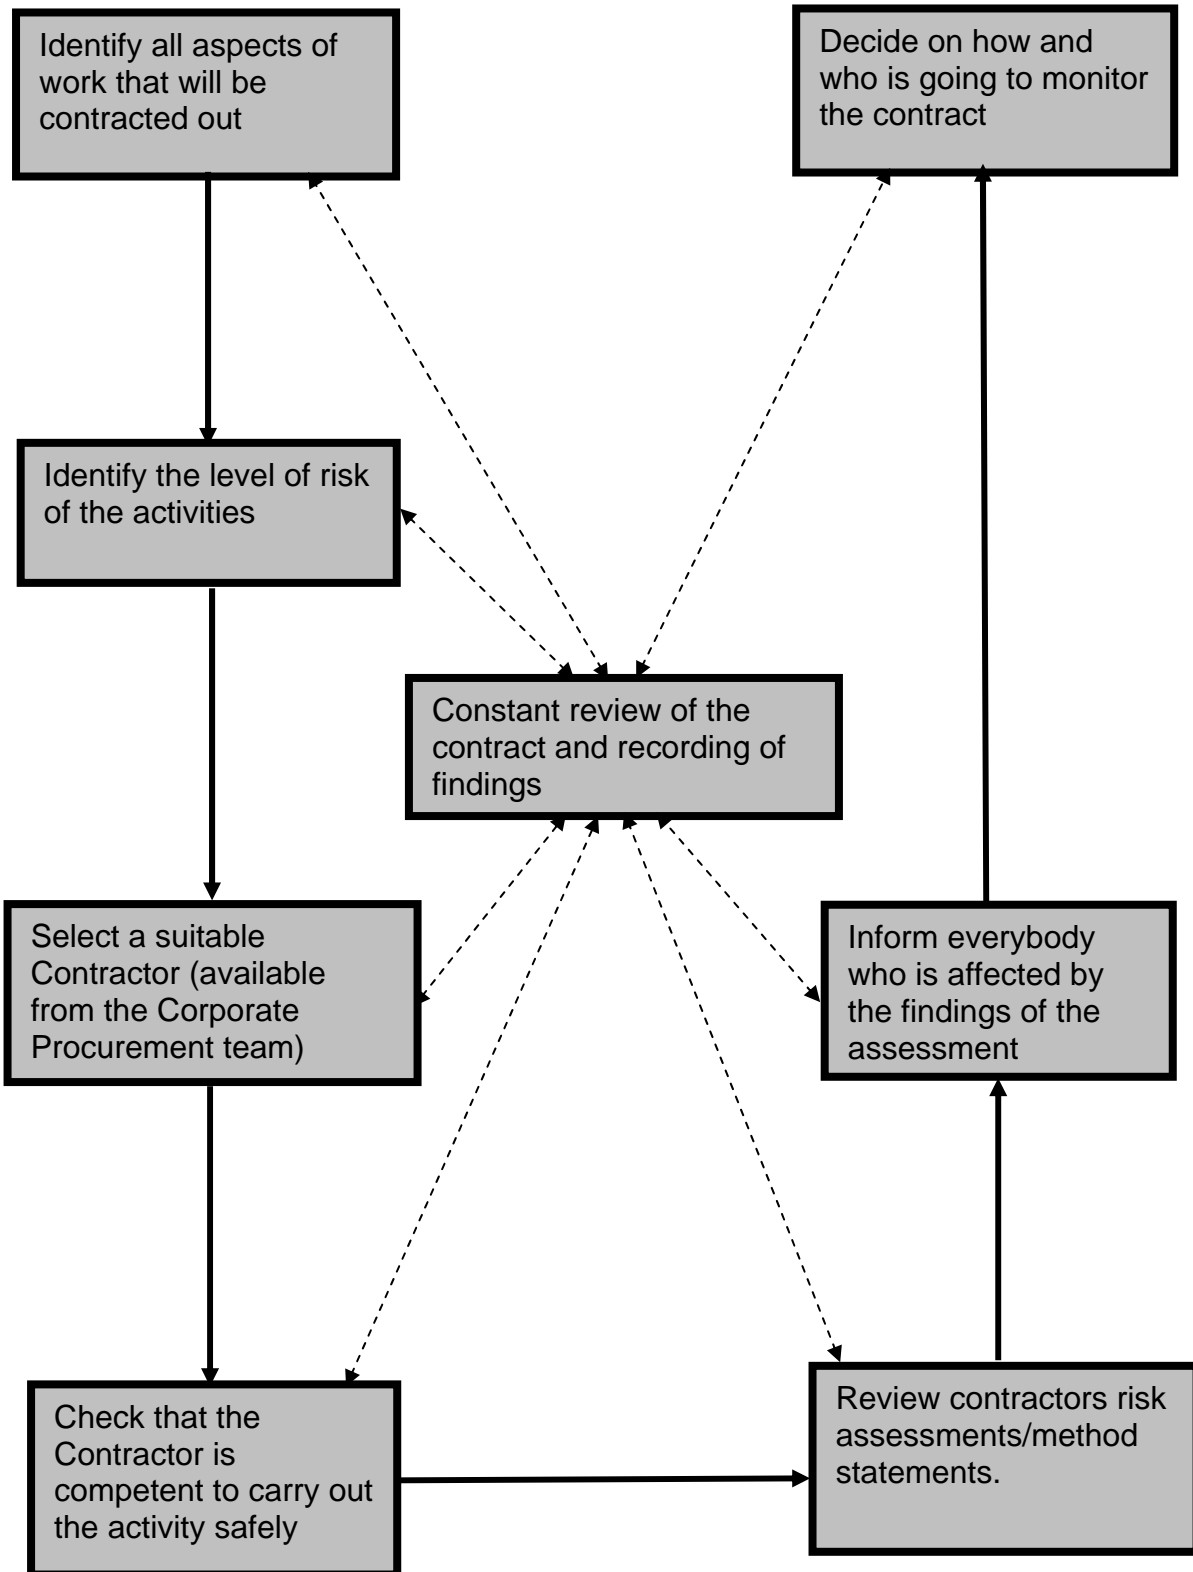 Identify all aspects of
work that will be
contracted out
Decide on how and
who is going to monitor
the contract
Identify the level of risk
of the activities
Constant review of the
contract and recording of
findings
Select a suitable
Contractor (available
from the Corporate
Procurement team)
Inform everybody
who is affected by
the findings of the
assessment
Check that the
Contractor is
competent to carry out
the activity safely
Review contractors risk
assessments/method
statements.